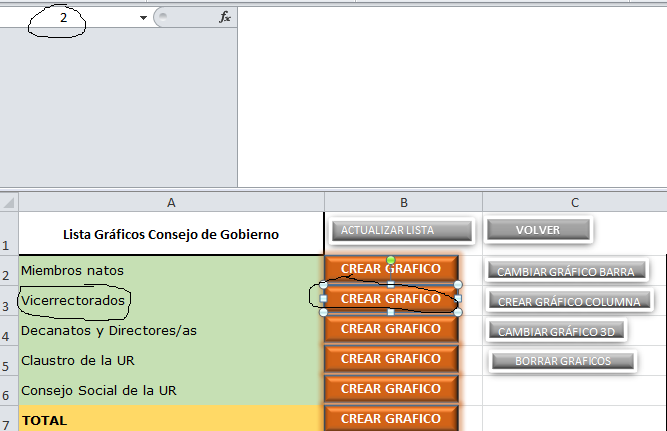 2 fx
A B C
1 Lista Gráficos Consejo de Gobierno ACTUALIZAR LISTA VOLVER
2 Miembros natos CREAR GRAFICO CAMBIAR GRÁFICO BARRA
3 Vicerrectorados CREAR GRAFICO CREAR GRÁFICO COLUMNA
4 Decanatos y Directores/as CREAR GRAFICO CAMBIAR GRÁFICO 3D
5 Claustro de la UR CREAR GRAFICO BORRAR GRAFICOS
6 Consejo Social de la UR CREAR GRAFICO
7 TOTAL CREAR GRAFICO